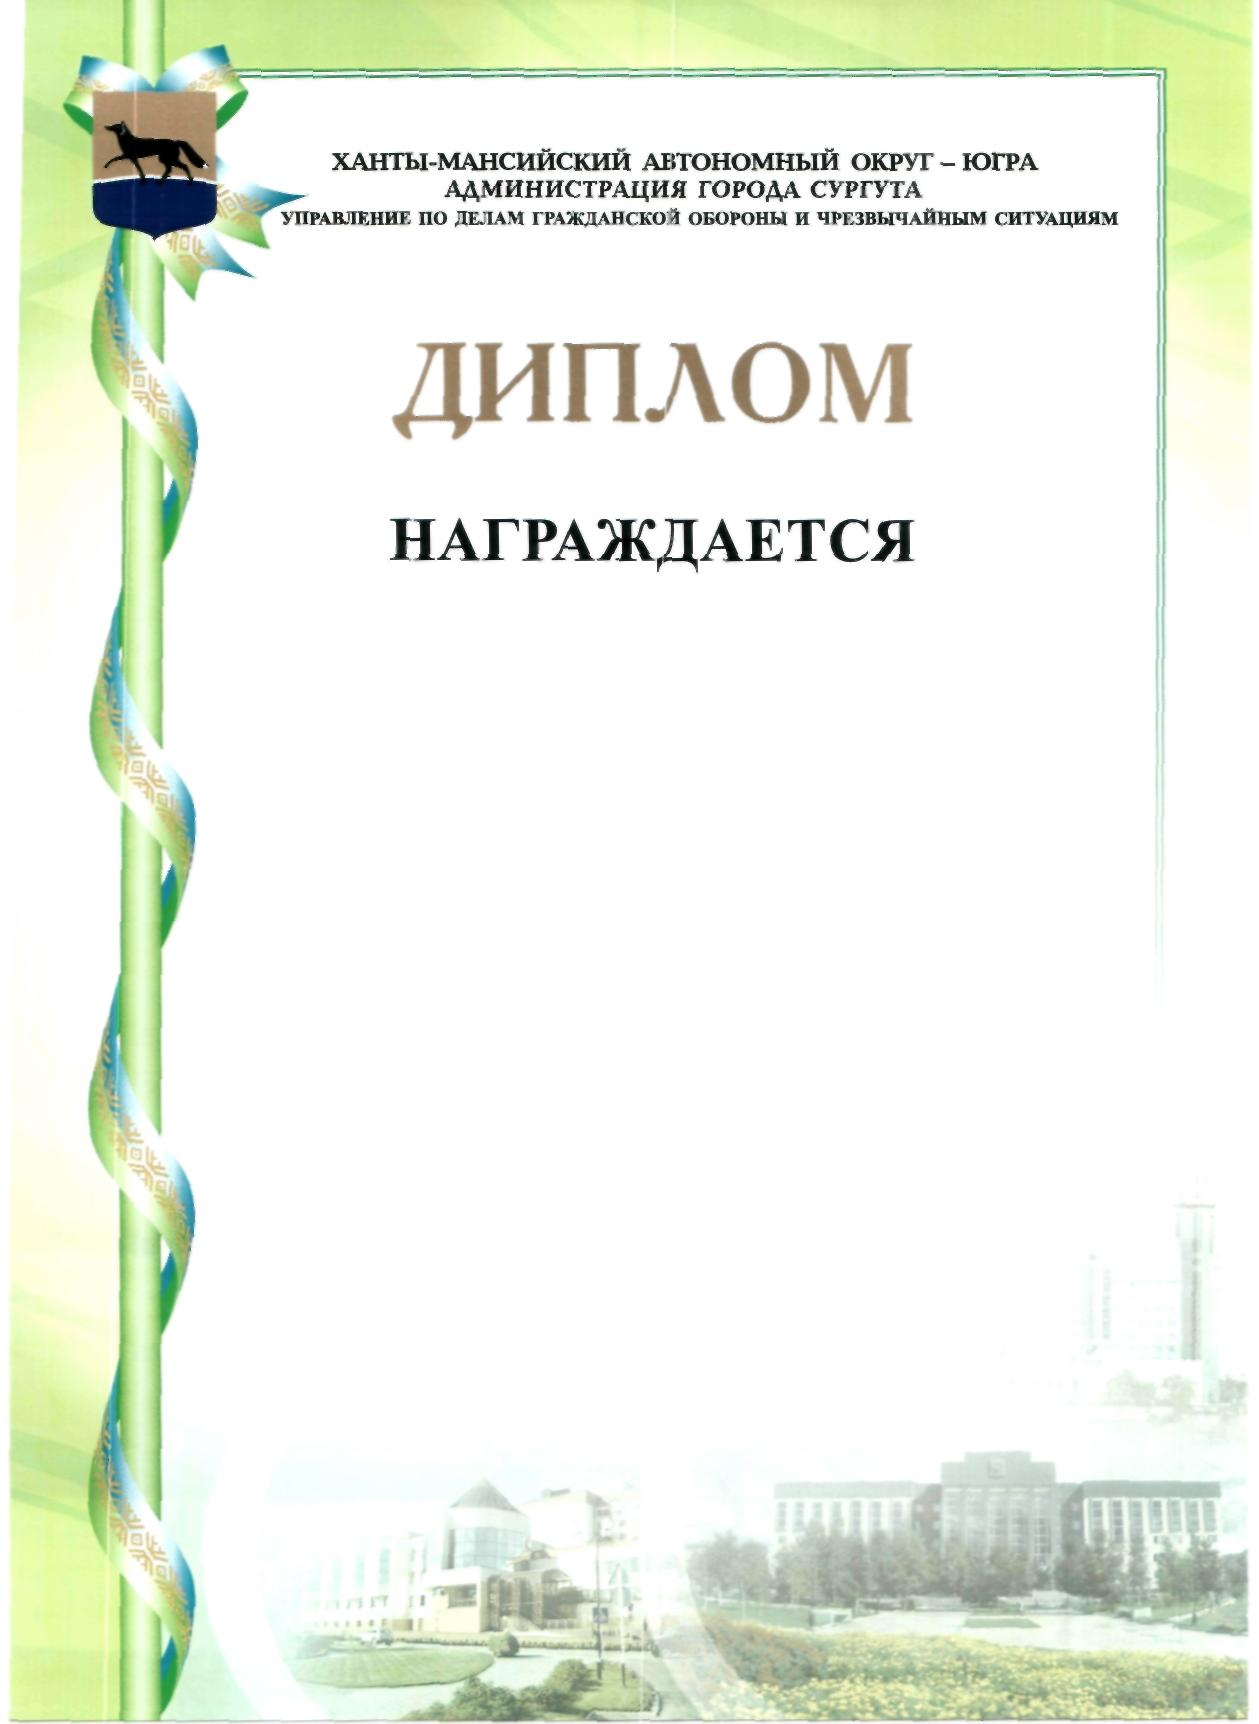 ХАНТЫ-МАНСИЙСКИЙ АВТОНОМНЫЙ ОКРУГ – ЮГРА
АДМИНИСТРАЦИЯ ГОРОДА СУРГУТА
УПРАВЛЕНИЕ ПО ДЕЛАМ ГРАЖДАНСКОЙ ОБОРОНЫ И ЧРЕЗВЫЧАЙНЫМ СИТУАЦИЯМ
ДИПЛОМ
НАГРАЖДАЕТСЯ